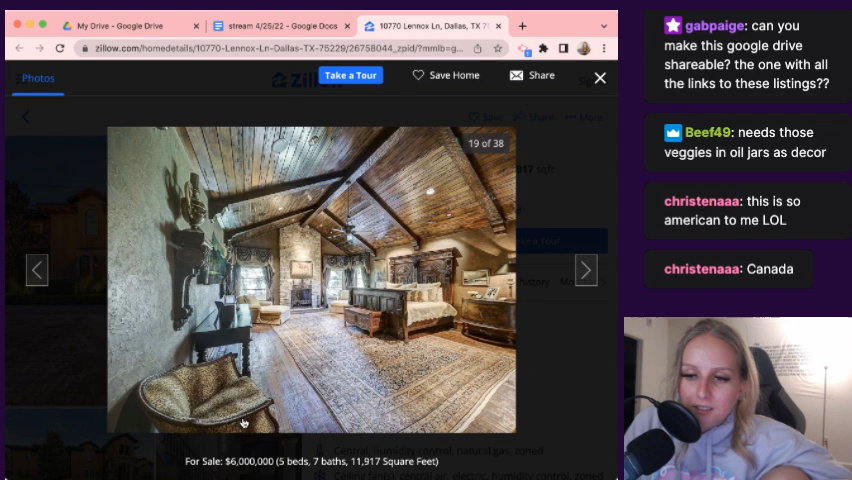 My Drive - Google Drive
stream 4/25/22 - Google Docs
10770 Lennox Ln, Dallas, TX 7
zillow.com/homedetails/10770-Lennox-Ln-Dallas-TX-75229/26758044_zpid/?mmlb=g...
Photos
Take a Tour
Save Home
Share
19 of 38
For Sale: $6,000,000 (5 beds, 7 baths, 11,917 Square Feet)
gabpaige: can you
make this google drive
shareable? the one with all
the links to these listings??
Beef49: needs those
veggies in oil jars as decor
christenaaa: this is so
american to me LOL
christenaaa: Canada